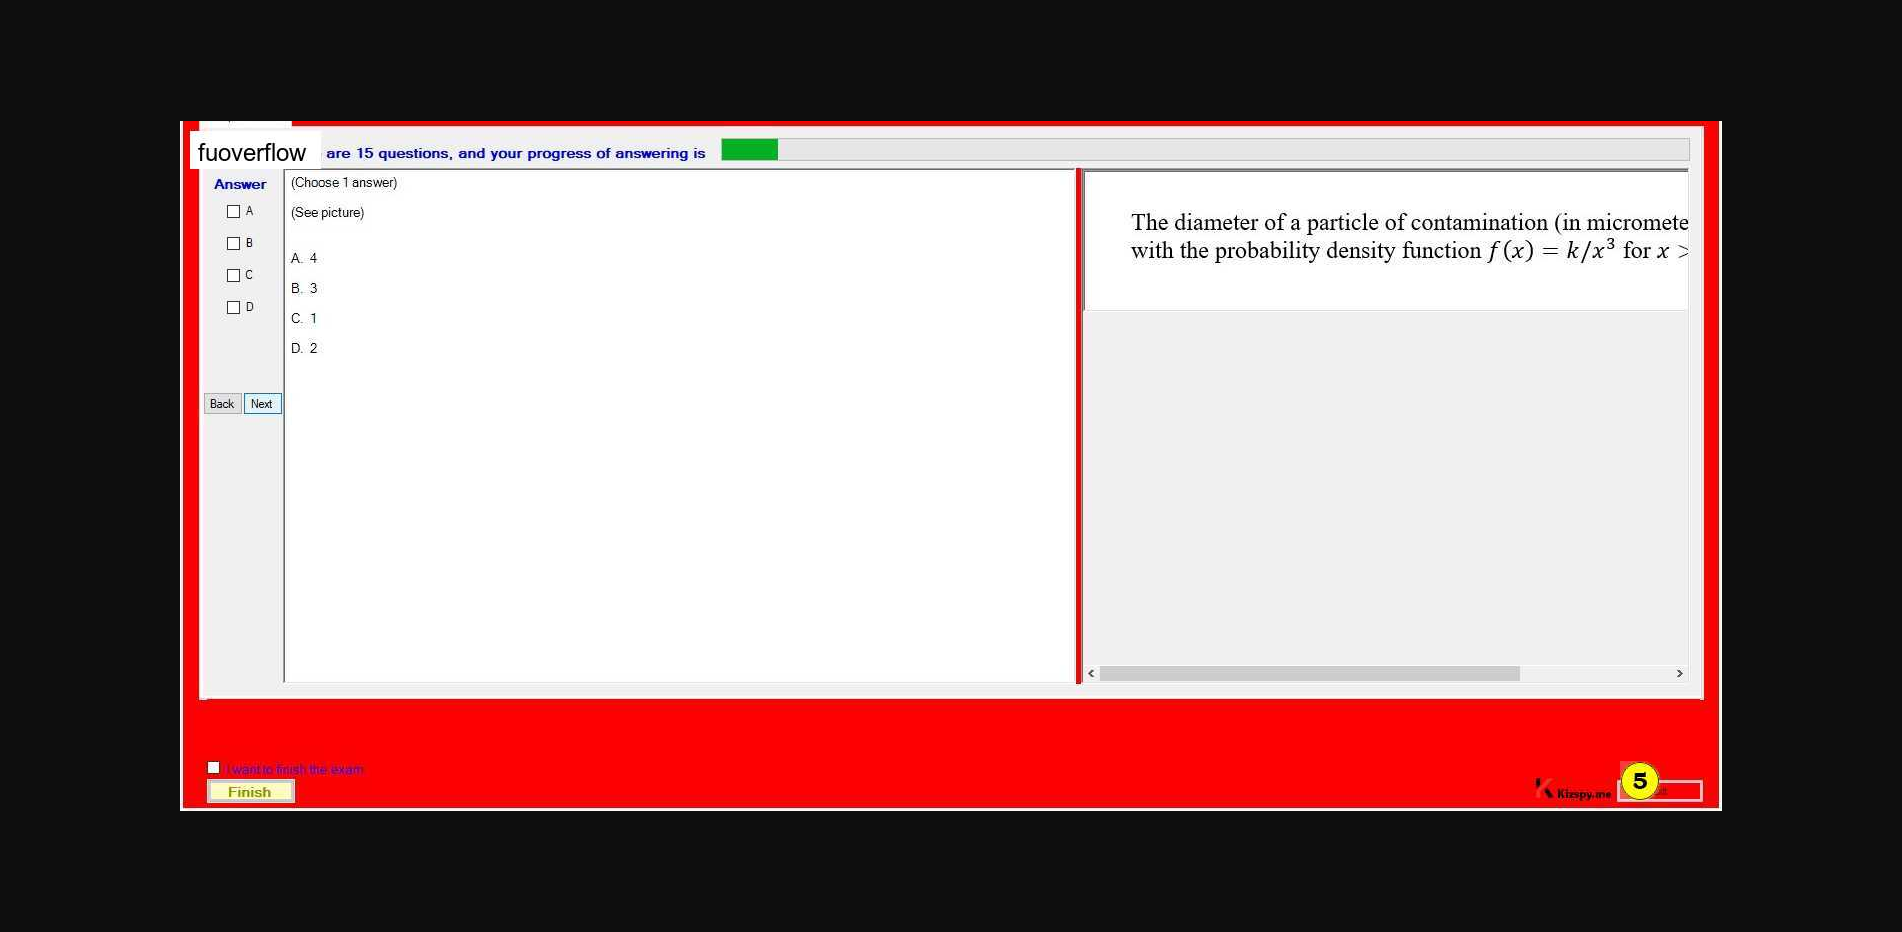 fuoverflow are 15 questions, and your progress of answering is
Answer
A
B
C
D
Back Next
(Choose 1 answer)
(See picture)
A. 4
B. 3
C. 1
D. 2
The diameter of a particle of contamination (in micromete
with the probability density function f(x) = k/x³ for x >
I want to finish the exam
Finish
Kizspy.me
5